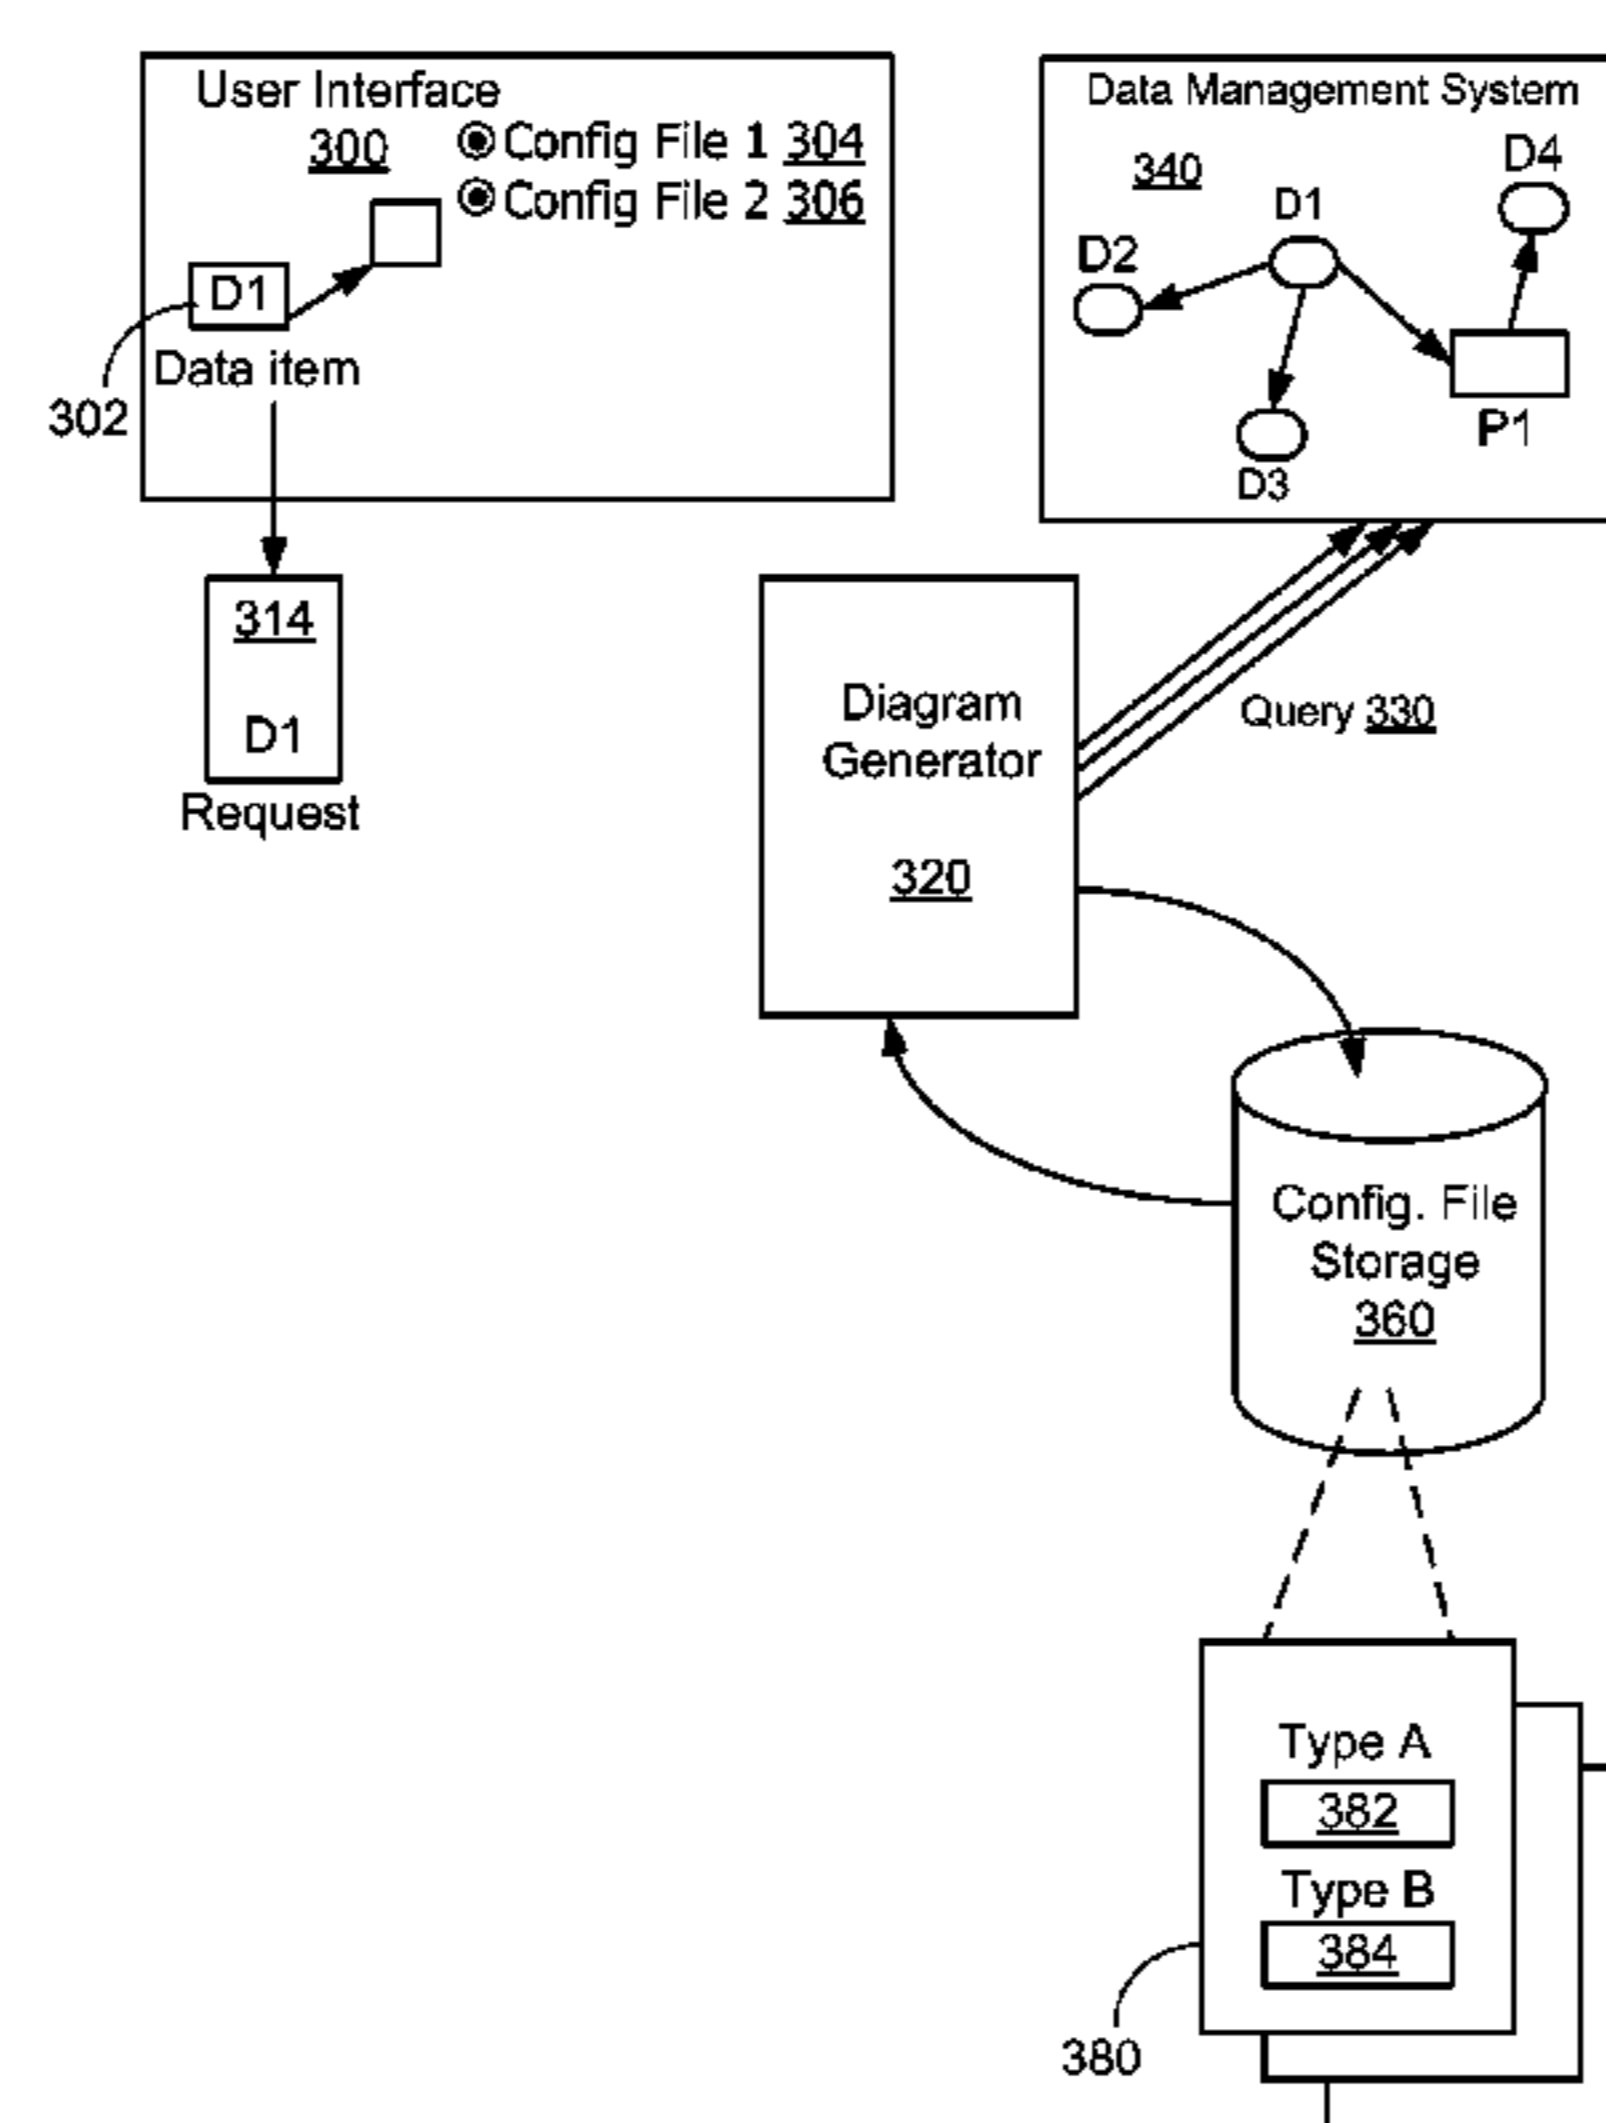 User Interface
300
Config File 1 304
Config File 2 306
D1
Data item
302
314
D1
Request
Data Management System
340
D4
D1
D2
P1
D3
Diagram
Generator
320
Query 330
Config. File
Storage
360
Type A
382
Type B
384
380